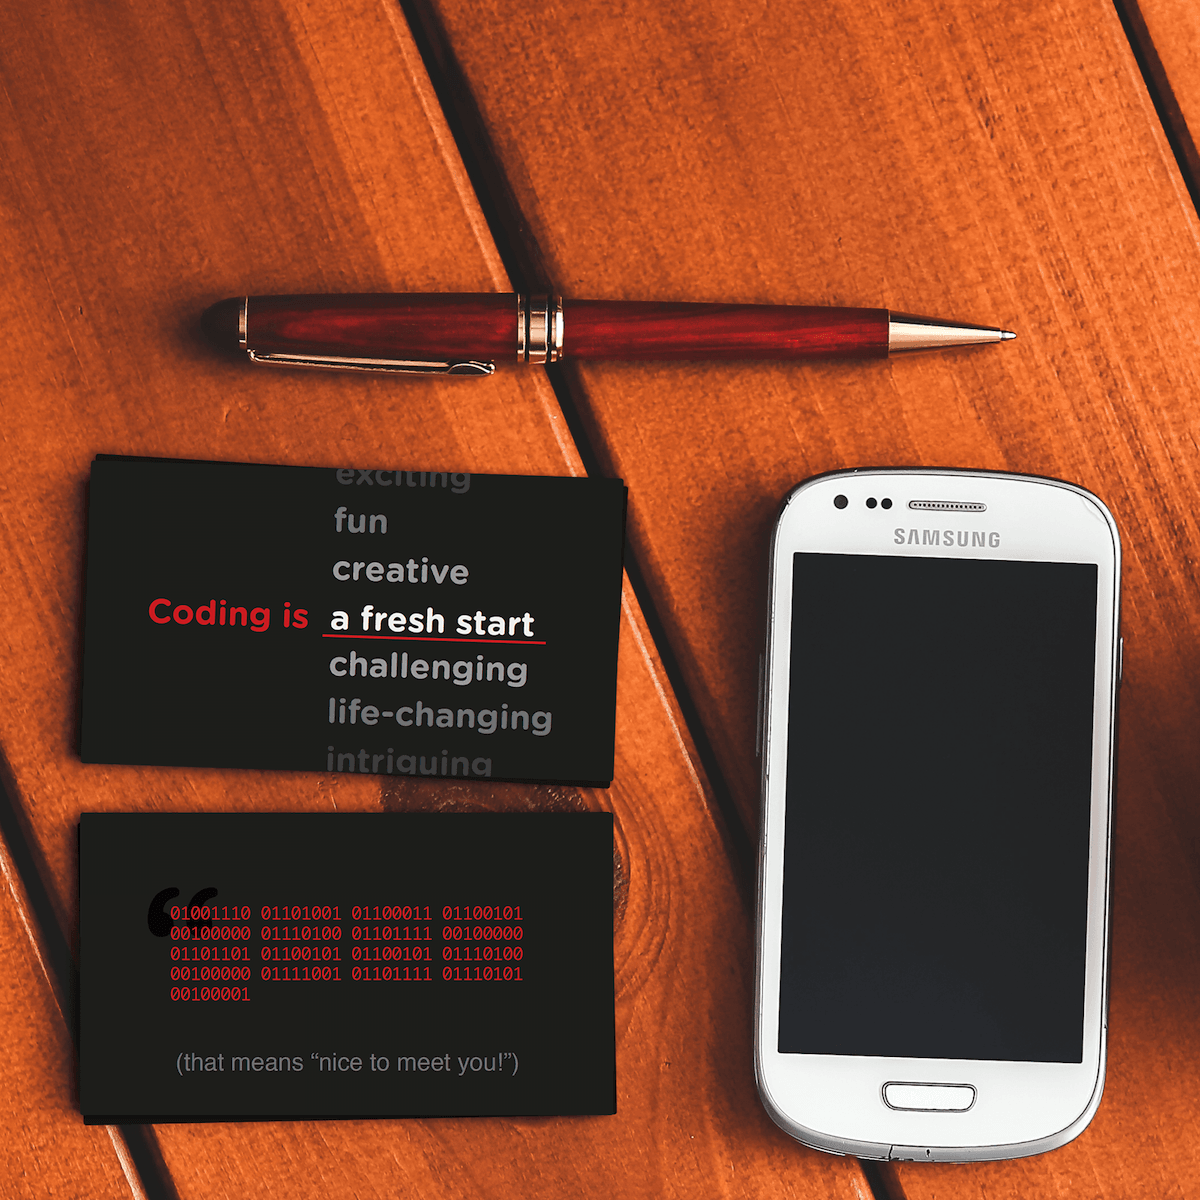 exciting
fun
creative
Coding is a fresh start
challenging
life-changing
intriguing
SAMSUNG
“
01001110 01101001 01100011 01100101
00100000 01110100 01101111 00100000
01101101 01100101 01100101 01110100
00100000 01111001 01101111 01110101
00100001
(that means “nice to meet you!”)